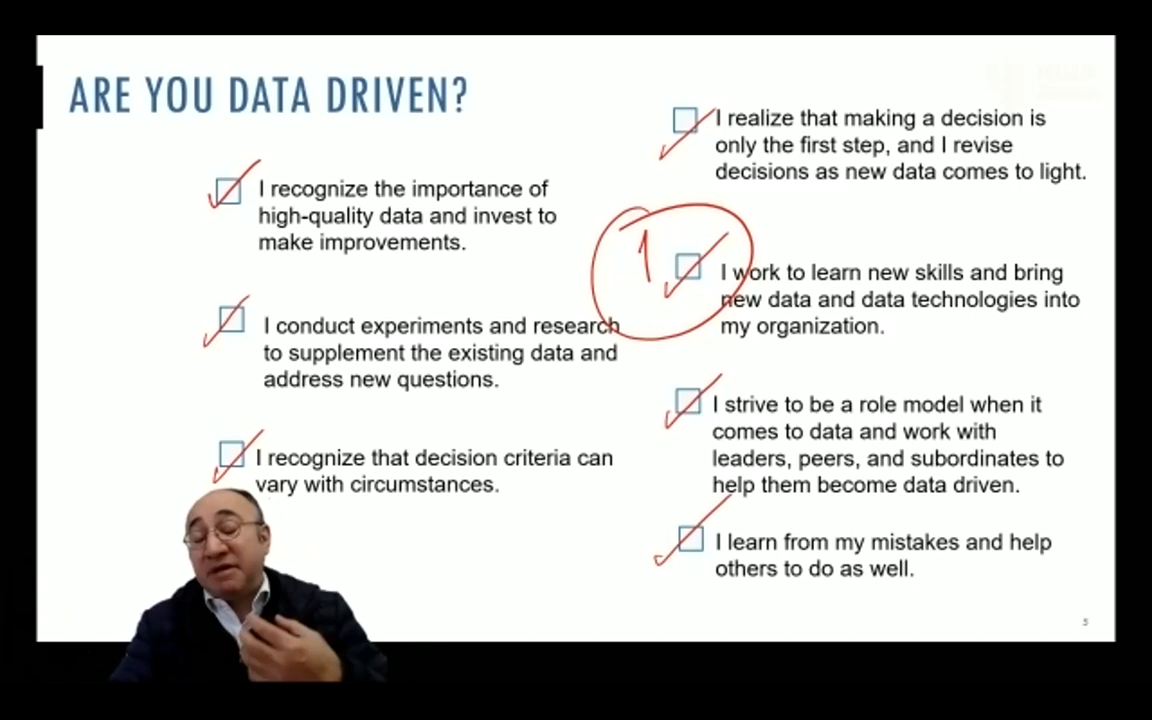 ARE YOU DATA DRIVEN?
I recognize the importance of
high-quality data and invest to
make improvements.
I conduct experiments and research
to supplement the existing data and
address new questions.
I recognize that decision criteria can
vary with circumstances.
I realize that making a decision is
only the first step, and I revise
decisions as new data comes to light.
1
I work to learn new skills and bring
new data and data technologies into
my organization.
I strive to be a role model when it
comes to data and work with
leaders, peers, and subordinates to
help them become data driven.
I learn from my mistakes and help
others to do as well.